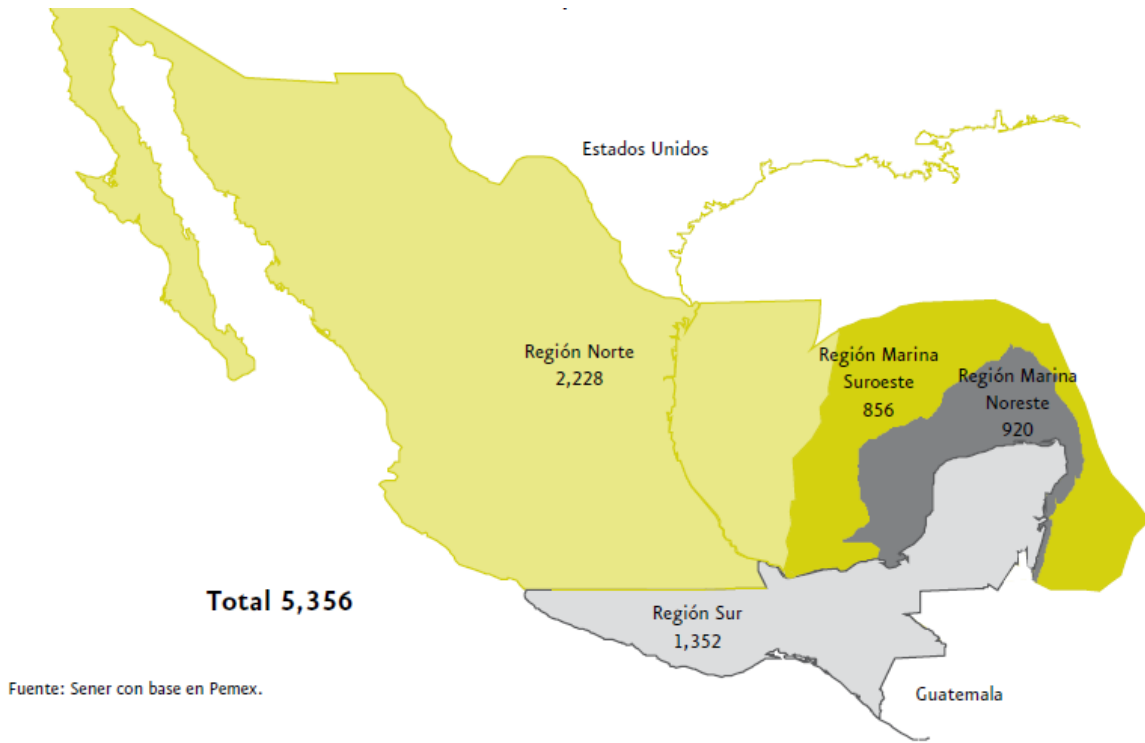 Estados Unidos
Región Norte
2,228
Región Marina
Suroeste
856
Región Marina
Noreste
920
Total 5,356
Región Sur
1,352
Fuente: Sener con base en Pemex.
Guatemala